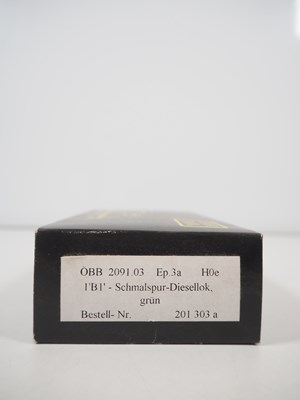 ÖBB 2091.03 Ep.3a H0e
1'B1' - Schmalspur-Diesellok,
grün
Bestell- Nr. 201 303 a